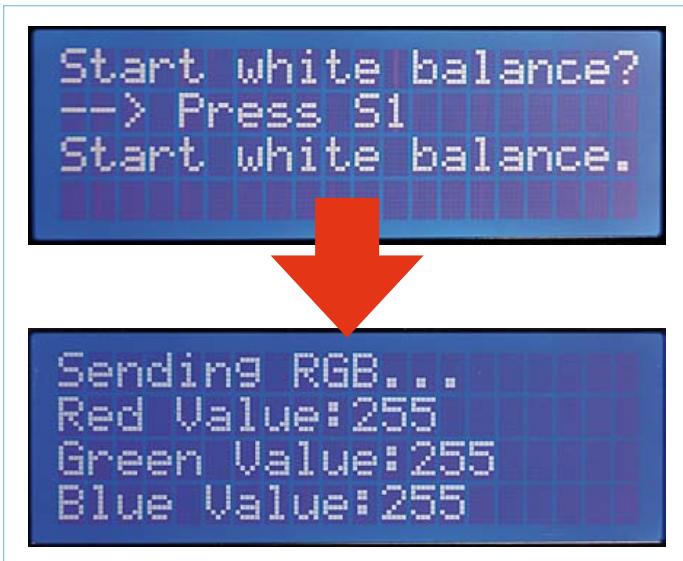 Start white balance?
--> Press S1
Start white balance.
Sending RGB...
Red Value:255
Green Value:255
Blue Value:255